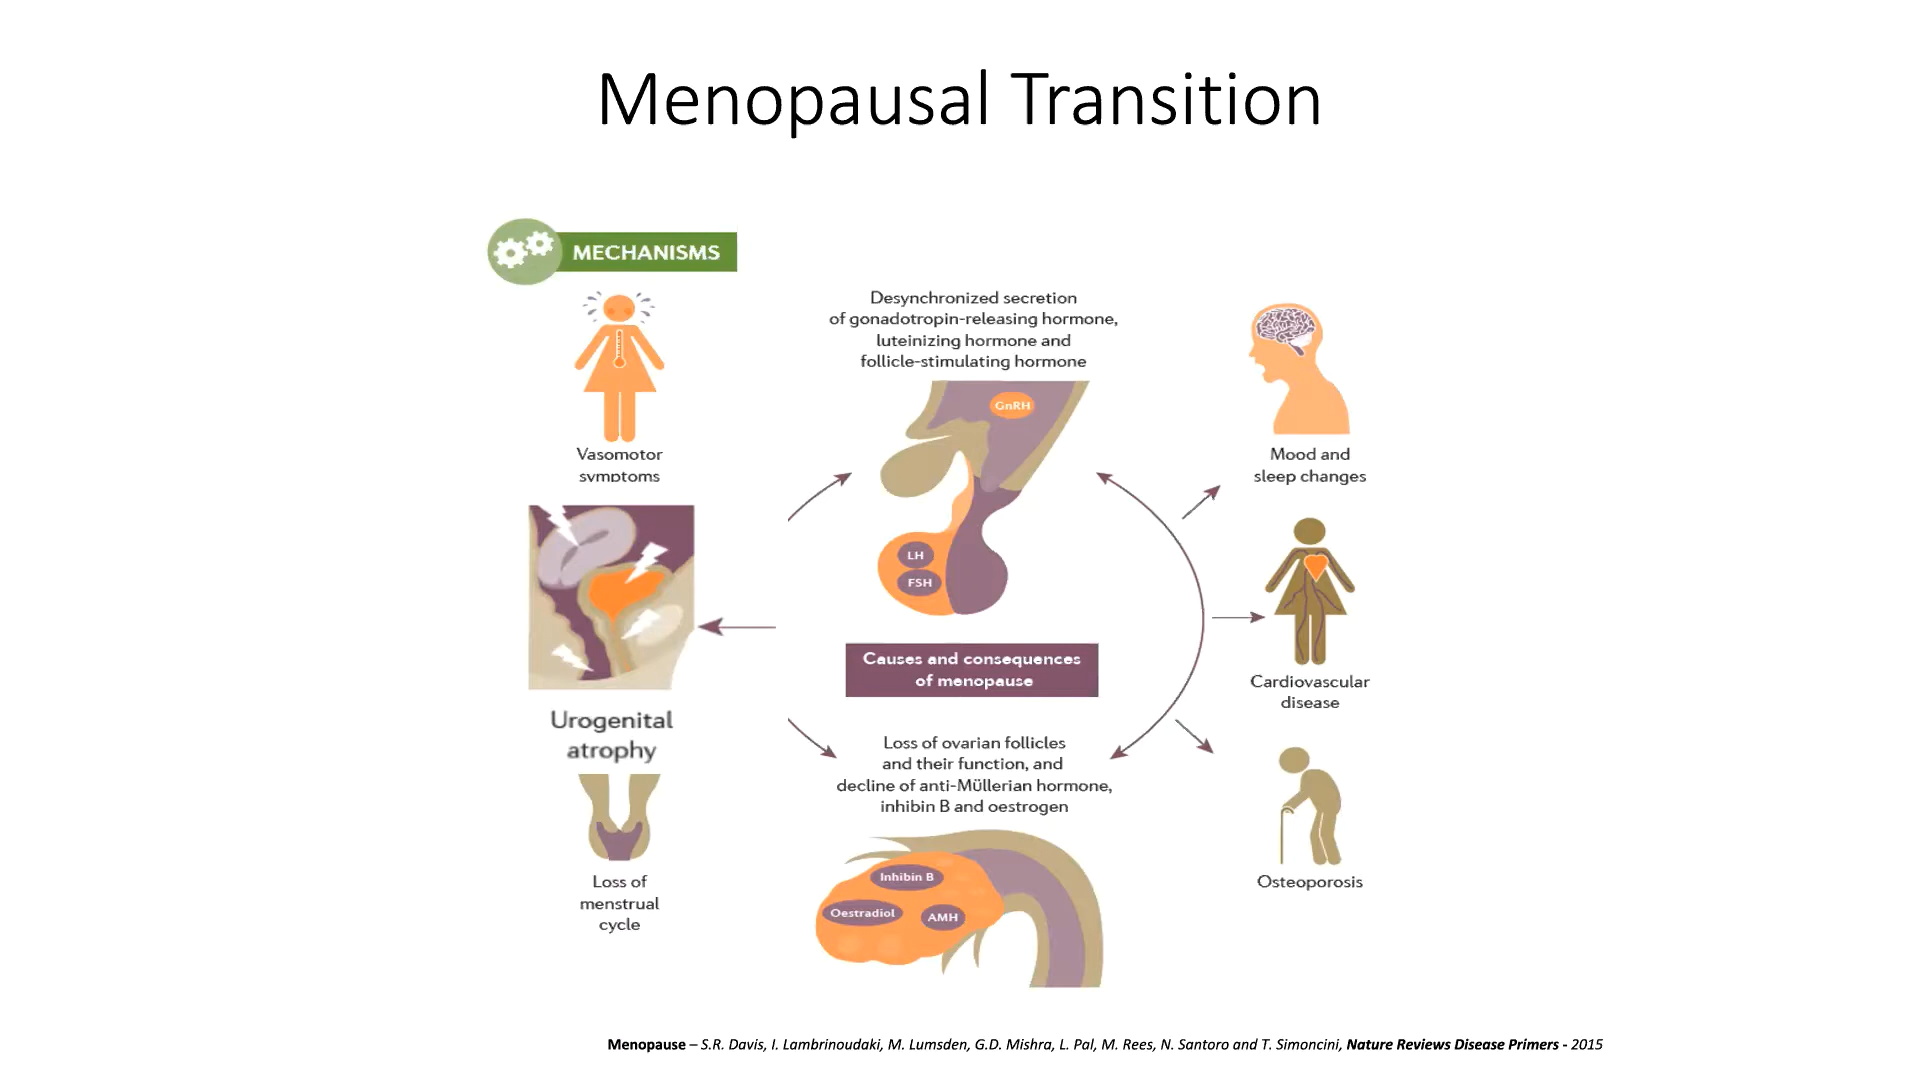 Menopausal Transition
MECHANISMS
Desynchronized secretion
of gonadotropin-releasing hormone,
luteinizing hormone and
follicle-stimulating hormone
GnRH
LH
FSH
Vasomotor
symptoms
Mood and
sleep changes
Urogenital
atrophy
Causes and consequences
of menopause
Cardiovascular
disease
Loss of ovarian follicles
and their function, and
decline of anti-Müllerian hormone,
inhibin B and oestrogen
Inhibin B
Oestradiol
AMH
Loss of
menstrual
cycle
Osteoporosis
Menopause – S.R. Davis, I. Lambrinoudaki, M. Lumsden, G.D. Mishra, L. Pal, M. Rees, N. Santoro and T. Simoncini, Nature Reviews Disease Primers - 2015